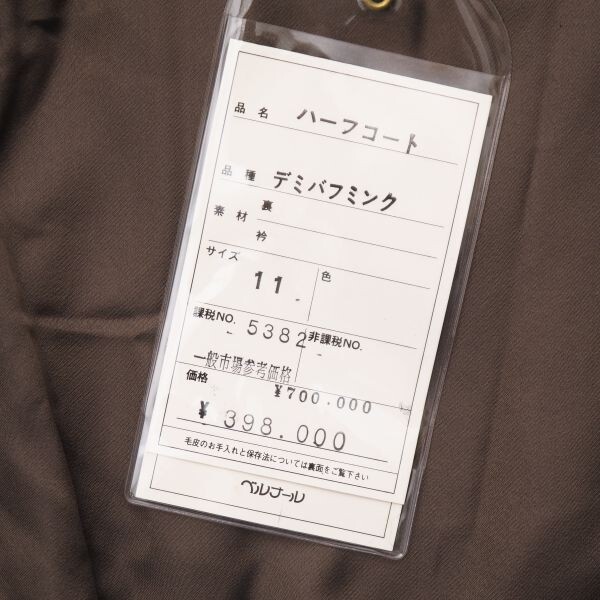 品名 ハーフコート
品種 デミバフミンク
素材 裏
衿
サイズ 11 色
課税NO. 5382 非課税NO.
一般市場参考価格
価格 ¥700.000
¥398.000
毛皮のお手入れと保存法については裏面をご覧下さい
ベルナール